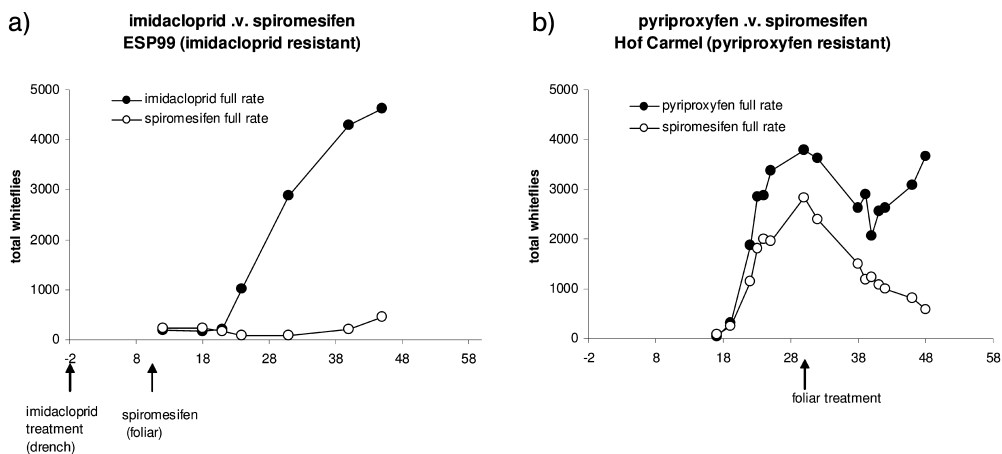 a)
imidacloprid .v. spiromesifen
ESP99 (imidacloprid resistant)
imidacloprid full rate
spiromesifen full rate
total whiteflies
5000
4000
3000
2000
1000
0
-2 8 18 28 38 48 58
imidacloprid
treatment
(drench)
spiromesifen
(foliar)
b)
pyriproxyfen .v. spiromesifen
Hof Carmel (pyriproxyfen resistant)
pyriproxyfen full rate
spiromesifen full rate
total whiteflies
5000
4000
3000
2000
1000
0
-2 8 18 28 38 48 58
foliar treatment